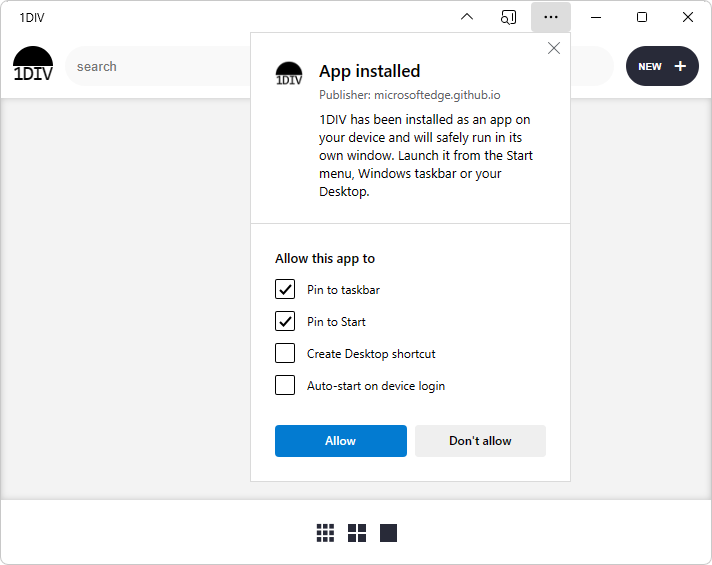 1DIV
1DIV
search
NEW
1DIV
App installed
Publisher: microsoftedge.github.io
1DIV has been installed as an app on
your device and will safely run in its
own window. Launch it from the Start
menu, Windows taskbar or your
Desktop.
Allow this app to
Pin to taskbar
Pin to Start
Create Desktop shortcut
Auto-start on device login
Allow
Don't allow